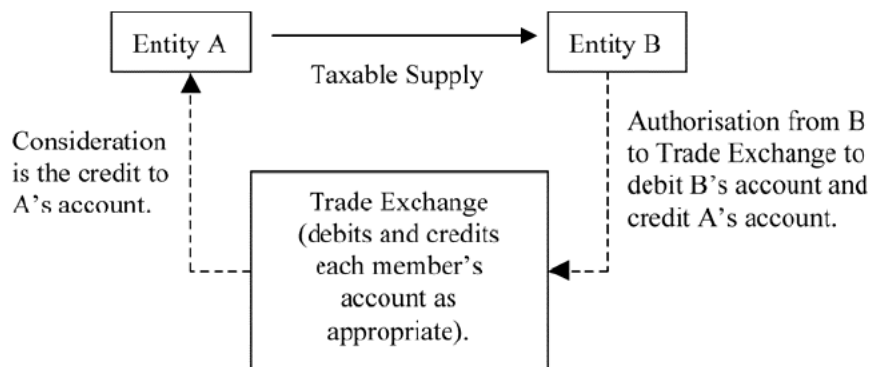 Entity A
Entity B
Taxable Supply
Consideration
is the credit to
A's account.
Authorisation from B
to Trade Exchange to
debit B's account and
credit A's account.
Trade Exchange
(debits and credits
each member's
account as
appropriate).